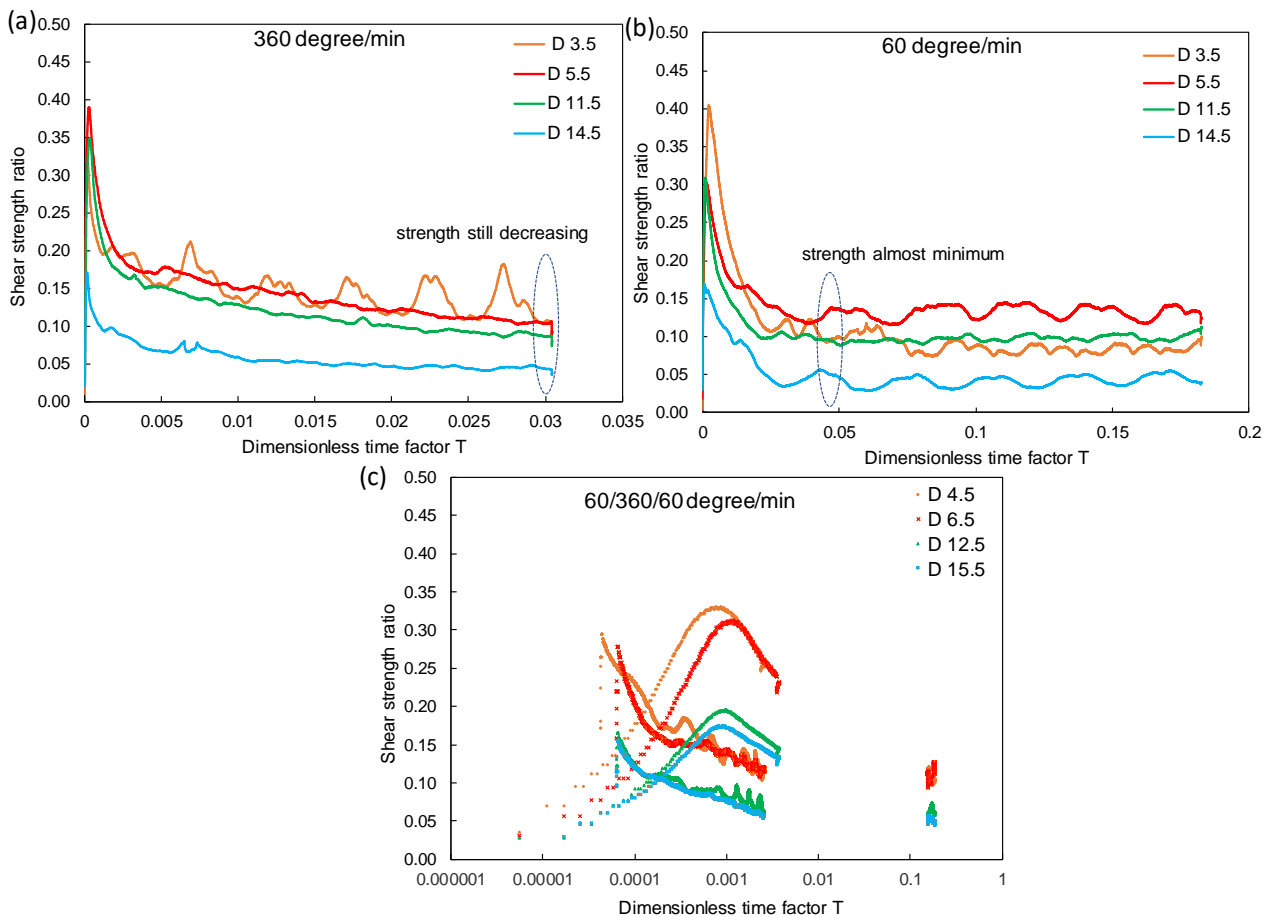 (a)
360 degree/min
D 3.5
D 5.5
D 11.5
D 14.5
strength still decreasing
Shear strength ratio
0.50
0.45
0.40
0.35
0.30
0.25
0.20
0.15
0.10
0.05
0.00
0 0.005 0.01 0.015 0.02 0.025 0.03 0.035
Dimensionless time factor T
(b)
60 degree/min
D 3.5
D 5.5
D 11.5
D 14.5
strength almost minimum
Shear strength ratio
0.50
0.45
0.40
0.35
0.30
0.25
0.20
0.15
0.10
0.05
0.00
0 0.05 0.1 0.15 0.2
Dimensionless time factor T
(c)
60/360/60 degree/min
D 4.5
D 6.5
D 12.5
D 15.5
Shear strength ratio
0.50
0.45
0.40
0.35
0.30
0.25
0.20
0.15
0.10
0.05
0.00
0.000001 0.00001 0.0001 0.001 0.01 0.1 1
Dimensionless time factor T